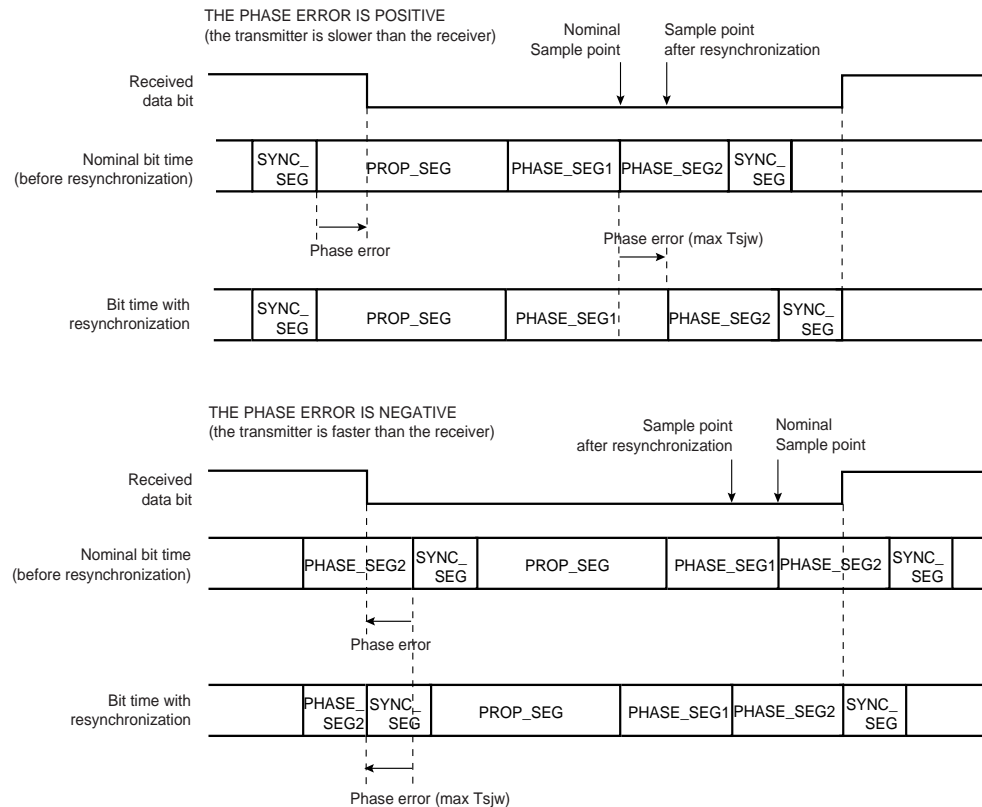 THE PHASE ERROR IS POSITIVE
(the transmitter is slower than the receiver)
Nominal
Sample point
Sample point
after resynchronization
Received
data bit
Nominal bit time
(before resynchronization)
SYNC_
SEG
PROP_SEG
PHASE_SEG1
PHASE_SEG2
SYNC_
SEG
Phase error
Phase error (max Tsjw)
Bit time with
resynchronization
SYNC_
SEG
PROP_SEG
PHASE_SEG1
PHASE_SEG2
SYNC_
SEG
THE PHASE ERROR IS NEGATIVE
(the transmitter is faster than the receiver)
Sample point
after resynchronization
Nominal
Sample point
Received
data bit
Nominal bit time
(before resynchronization)
PHASE_SEG2
SYNC_
SEG
PROP_SEG
PHASE_SEG1
PHASE_SEG2
SYNC_
SEG
Phase error
Bit time with
resynchronization
PHASE_
SEG2
SYNC_
SEG
PROP_SEG
PHASE_SEG1
PHASE_SEG2
SYNC_
SEG
Phase error (max Tsjw)